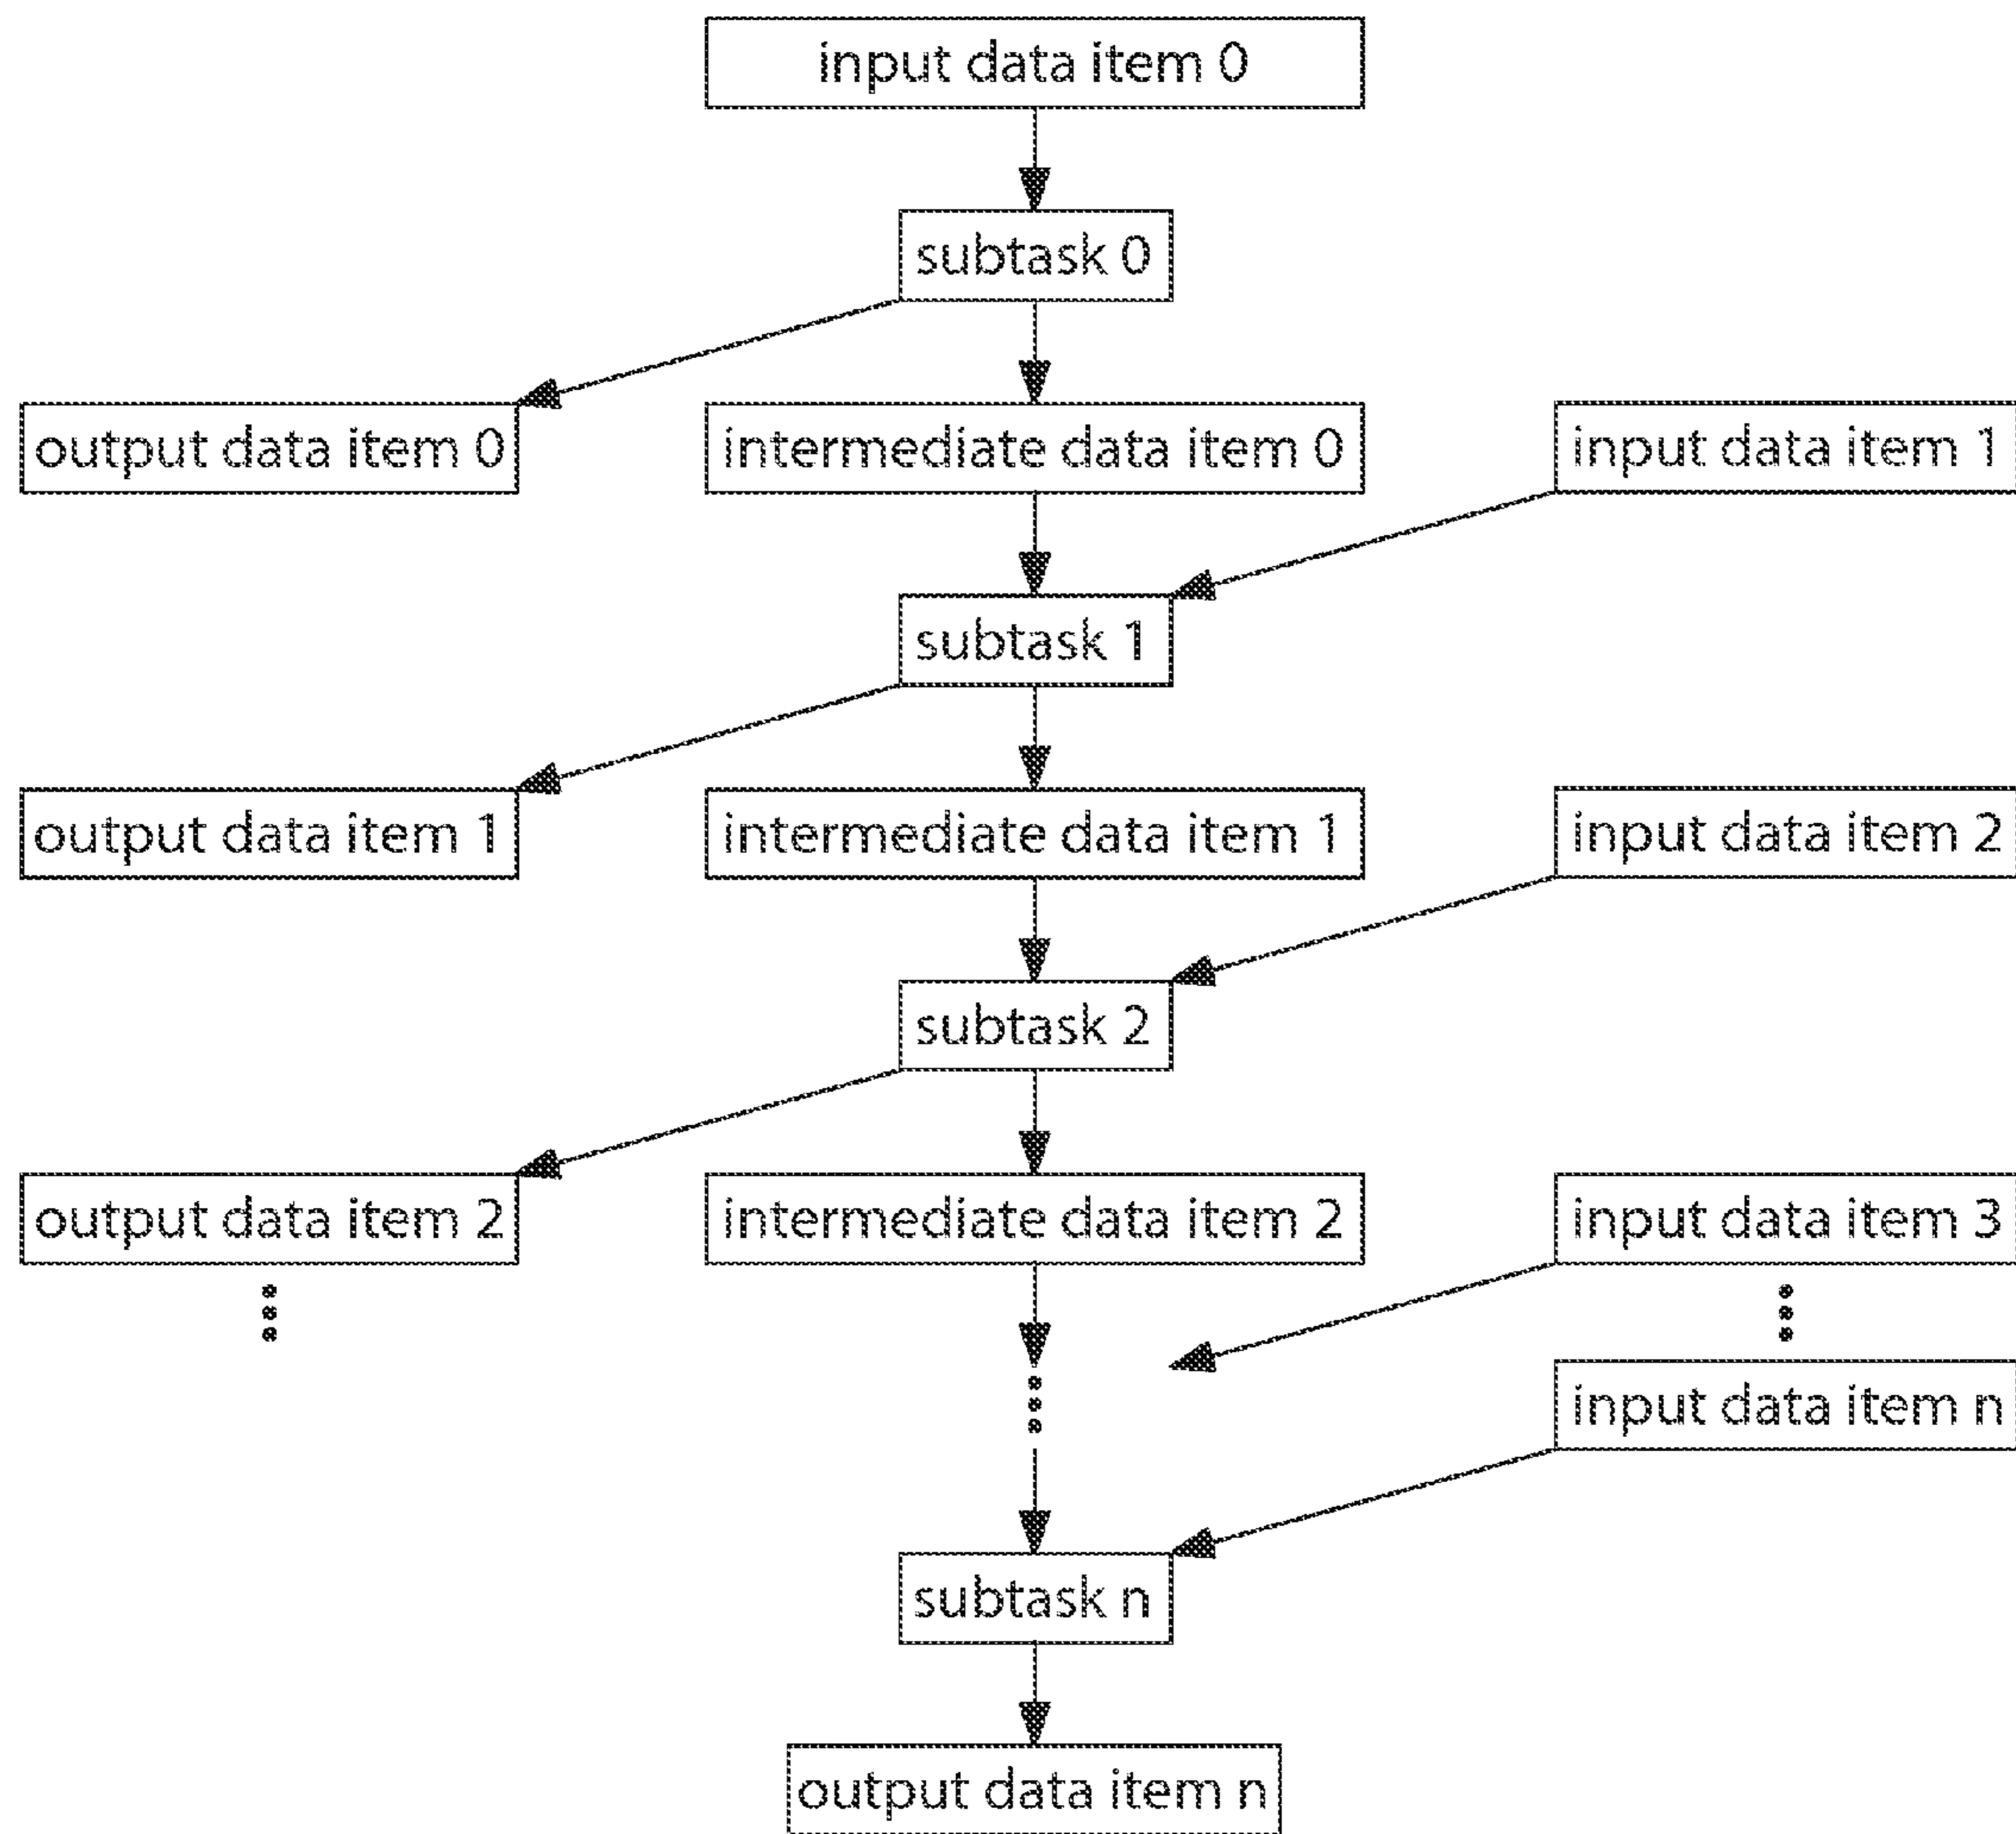 input data item 0
subtask 0
output data item 0
intermediate data item 0
input data item 1
subtask 1
output data item 1
intermediate data item 1
input data item 2
subtask 2
output data item 2
intermediate data item 2
input data item 3
input data item n
subtask n
output data item n